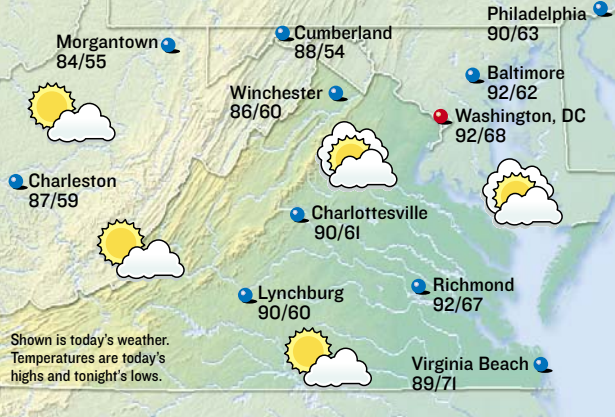 Philadelphia
90/63
Morgantown
84/55
Cumberland
88/54
Baltimore
92/62
Winchester
86/60
Washington, DC
92/68
Charleston
87/59
Charlottesville
90/61
Richmond
92/67
Lynchburg
90/60
Shown is today's weather.
Temperatures are today's
highs and tonight's lows.
Virginia Beach
89/71